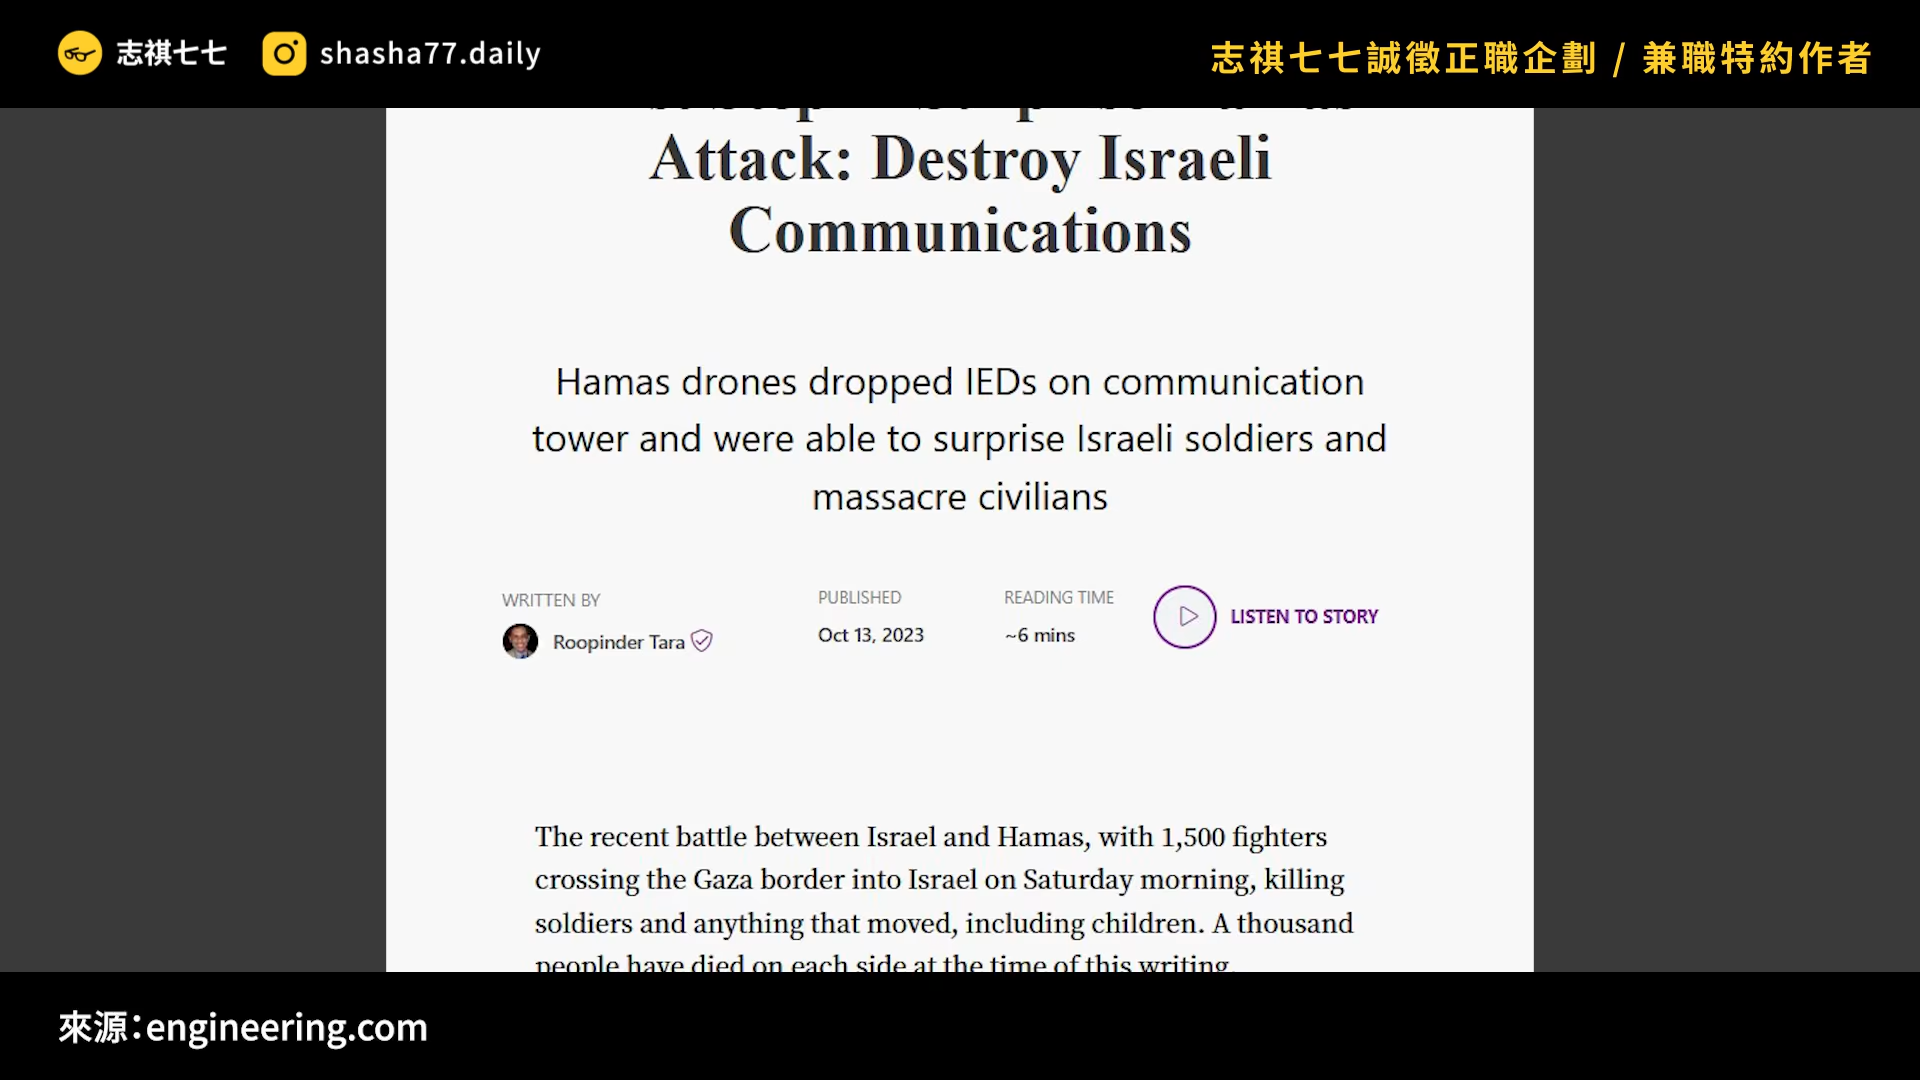 志祺七七 shasha77.daily
志祺七七誠徵正職企劃 / 兼職特約作者
Attack: Destroy Israeli
Communications
Hamas drones dropped IEDs on communication
tower and were able to surprise Israeli soldiers and
massacre civilians
WRITTEN BY
Roopinder Tara
PUBLISHED
Oct 13, 2023
READING TIME
~6 mins
LISTEN TO STORY
The recent battle between Israel and Hamas, with 1,500 fighters
crossing the Gaza border into Israel on Saturday morning, killing
soldiers and anything that moved, including children. A thousand
people have died on each side at the time of this writing.
來源：engineering.com